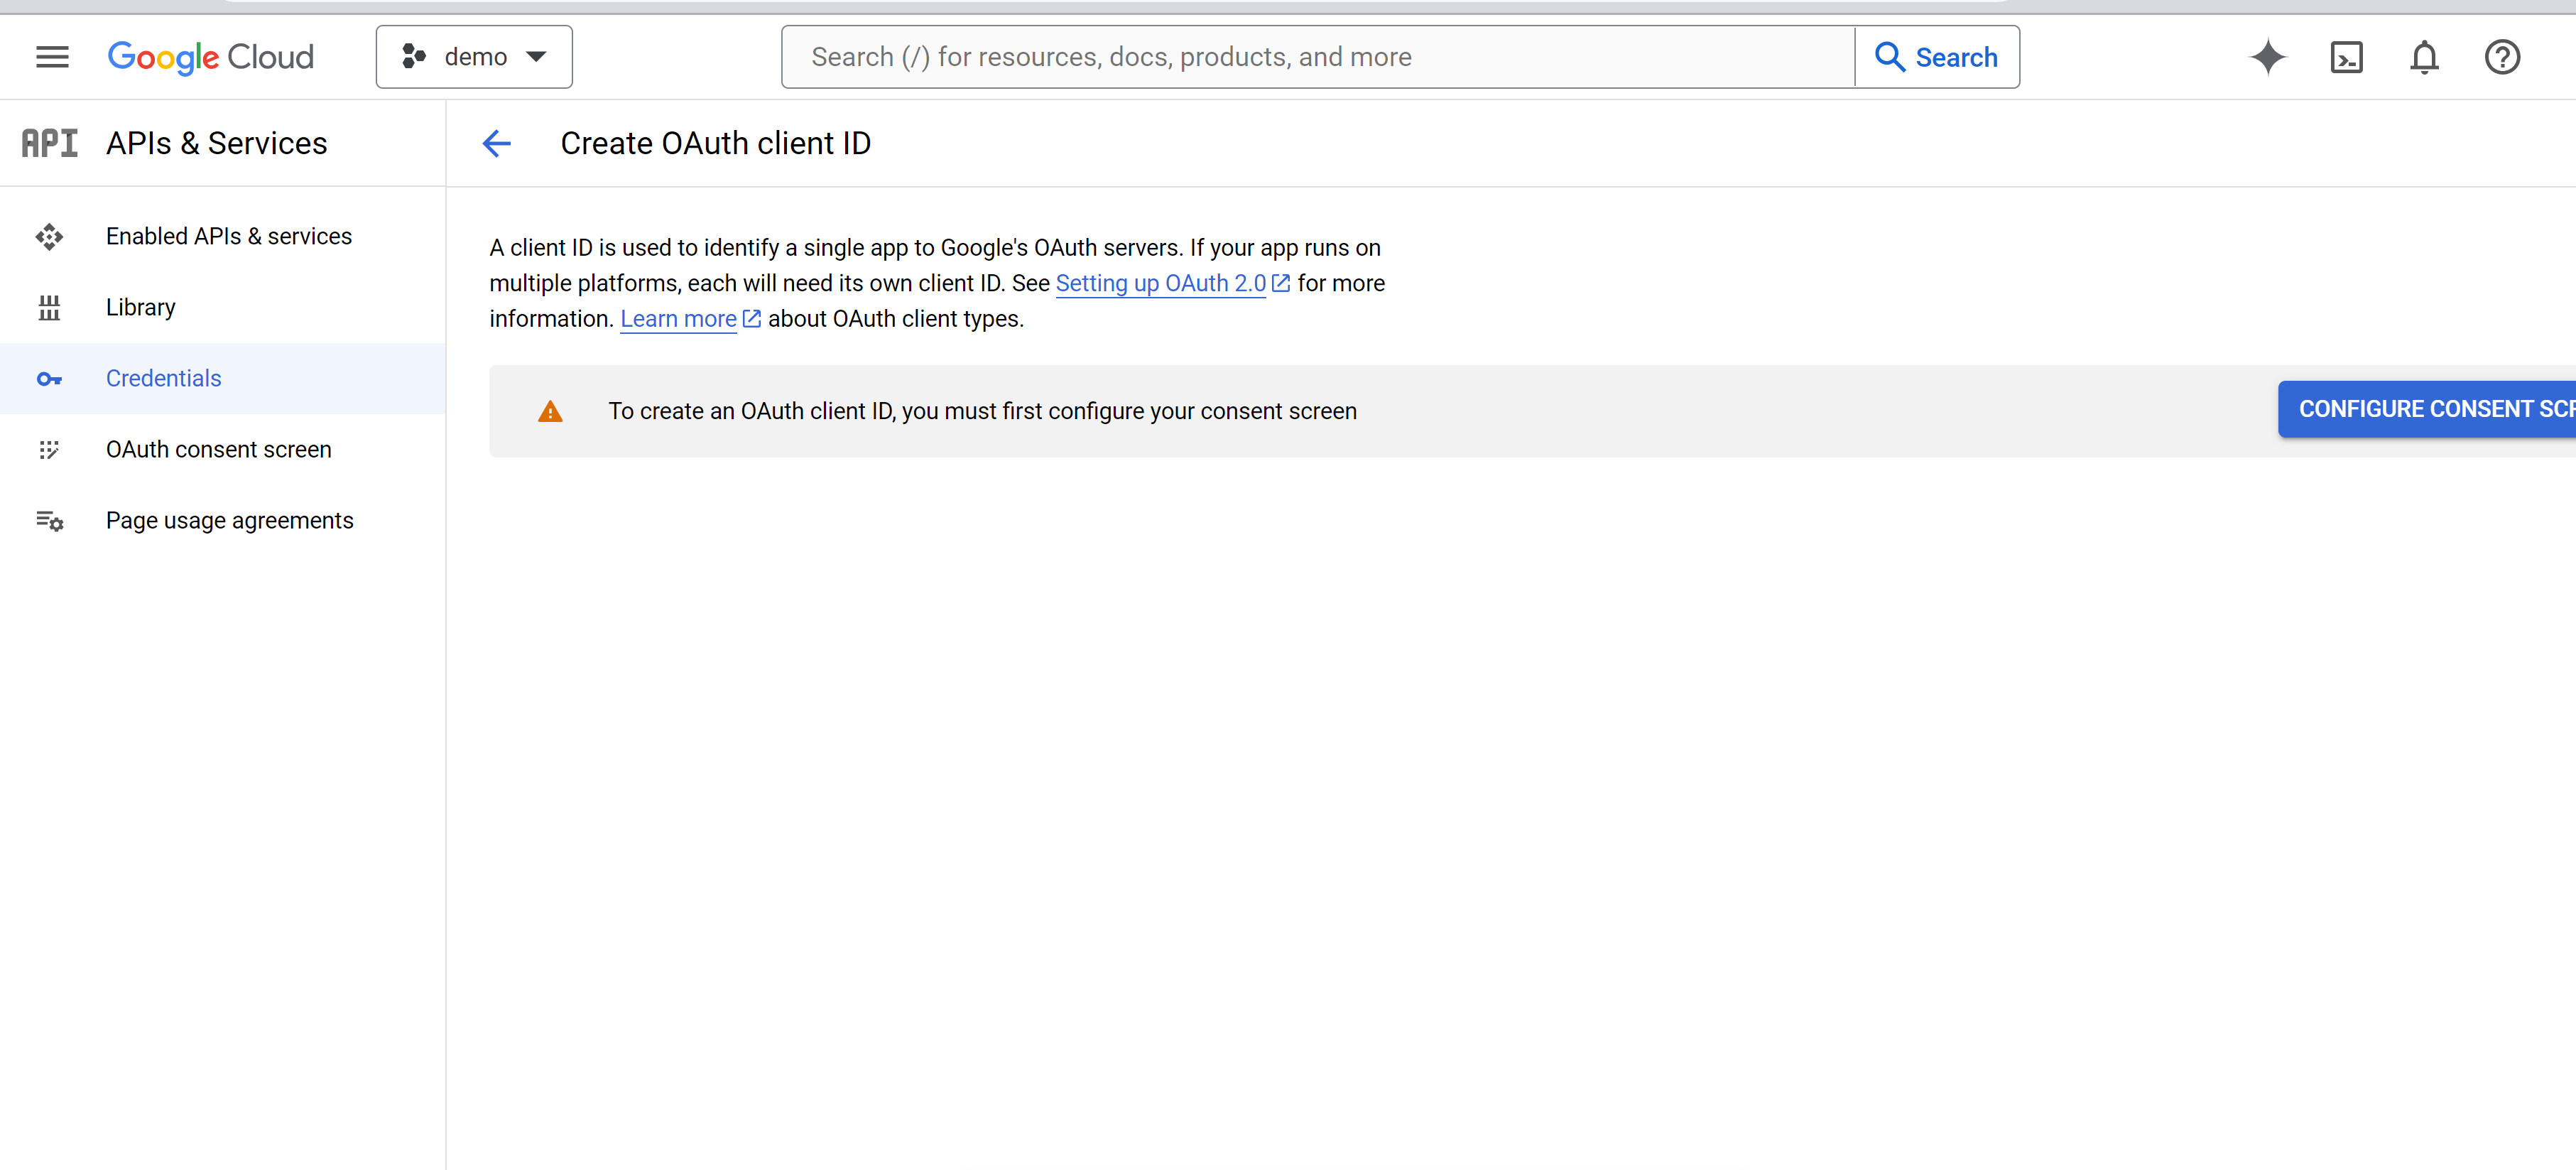 Google Cloud
demo
Search (/) for resources, docs, products, and more
Search
API APIs & Services
Enabled APIs & services
Library
Credentials
OAuth consent screen
Page usage agreements
Create OAuth client ID
A client ID is used to identify a single app to Google's OAuth servers. If your app runs on
multiple platforms, each will need its own client ID. See Setting up OAuth 2.0 for more
information. Learn more about OAuth client types.
To create an OAuth client ID, you must first configure your consent screen
CONFIGURE CONSENT SCR